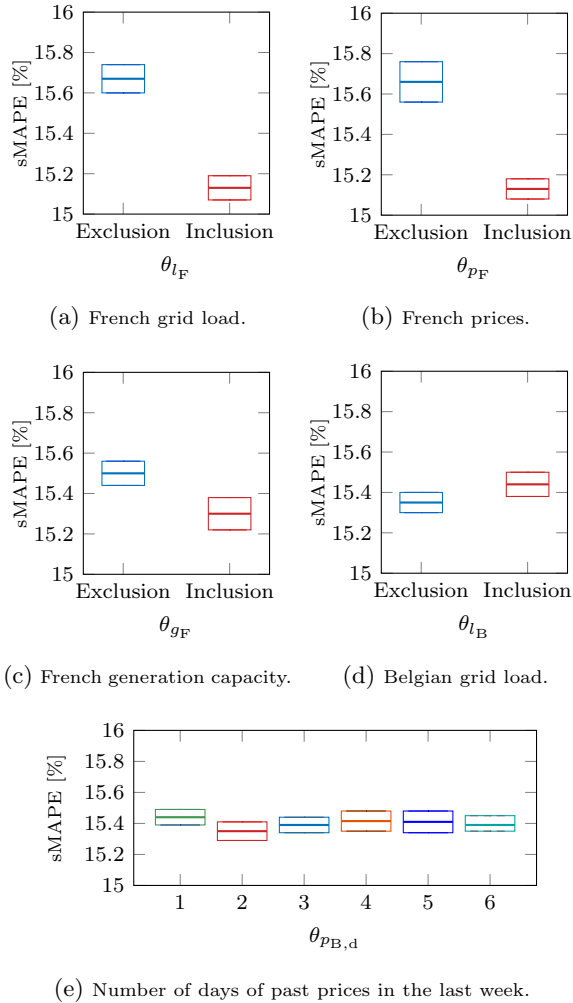 16
15.8
15.6
15.4
15.2
15
sMAPE [%]
Exclusion Inclusion
θ_{l_F}
(a) French grid load.
16
15.8
15.6
15.4
15.2
15
sMAPE [%]
Exclusion Inclusion
θ_{p_F}
(b) French prices.
16
15.8
15.6
15.4
15.2
15
sMAPE [%]
Exclusion Inclusion
θ_{g_F}
(c) French generation capacity.
16
15.8
15.6
15.4
15.2
15
sMAPE [%]
Exclusion Inclusion
θ_{l_B}
(d) Belgian grid load.
16
15.8
15.6
15.4
15.2
15
sMAPE [%]
1 2 3 4 5 6
θ_{p_{B,d}}
(e) Number of days of past prices in the last week.